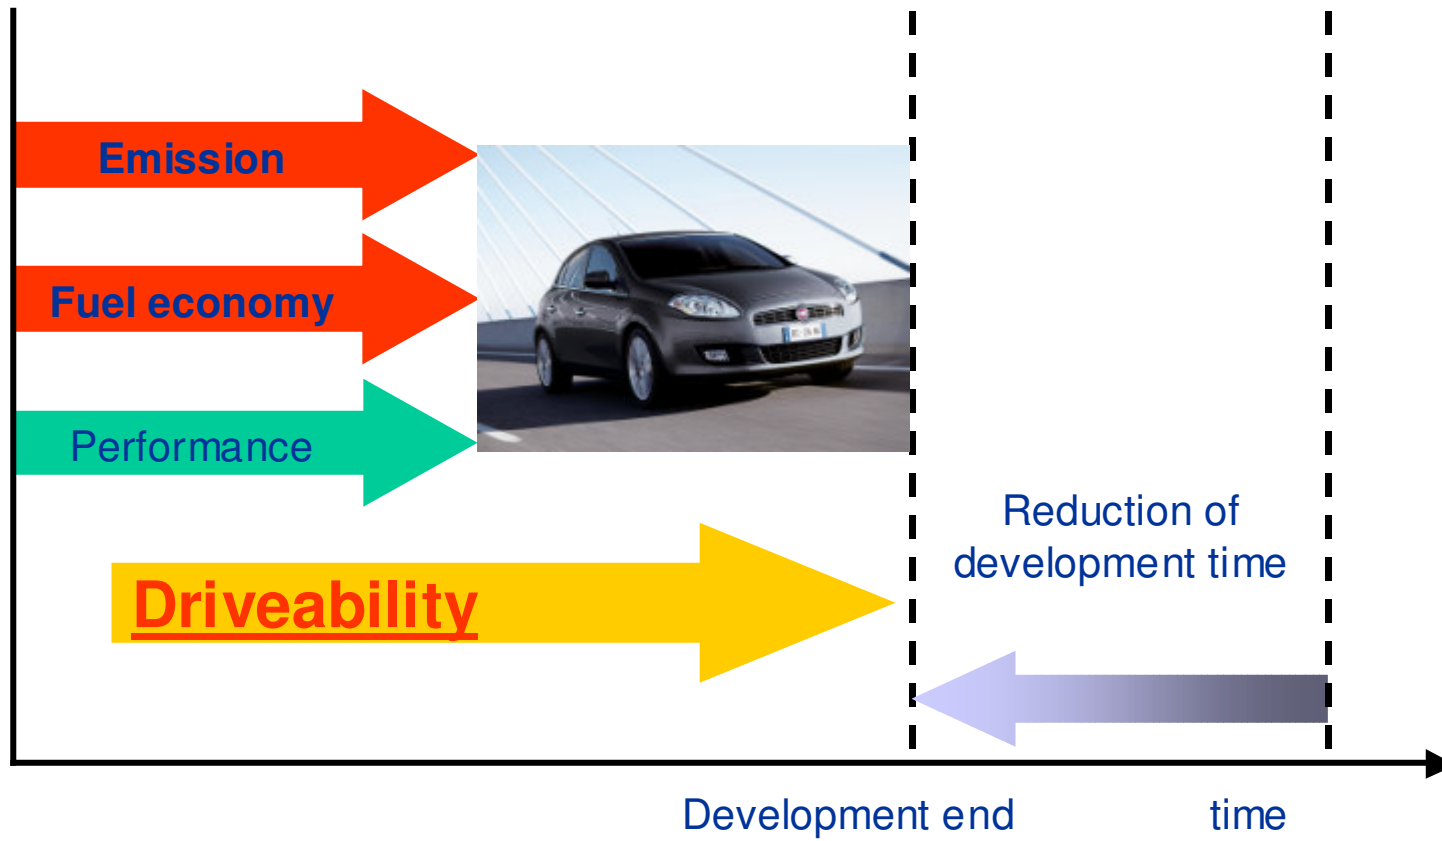 Emission
Fuel economy
Performance
Driveability
Reduction of
development time
Development end
time